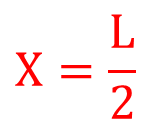 X = L/2